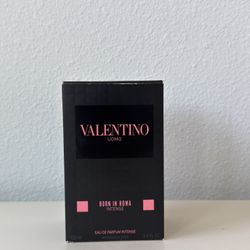 VALENTINO
UOMO
BORN IN ROMA
INTENSE
EAU DE PARFUM INTENSE